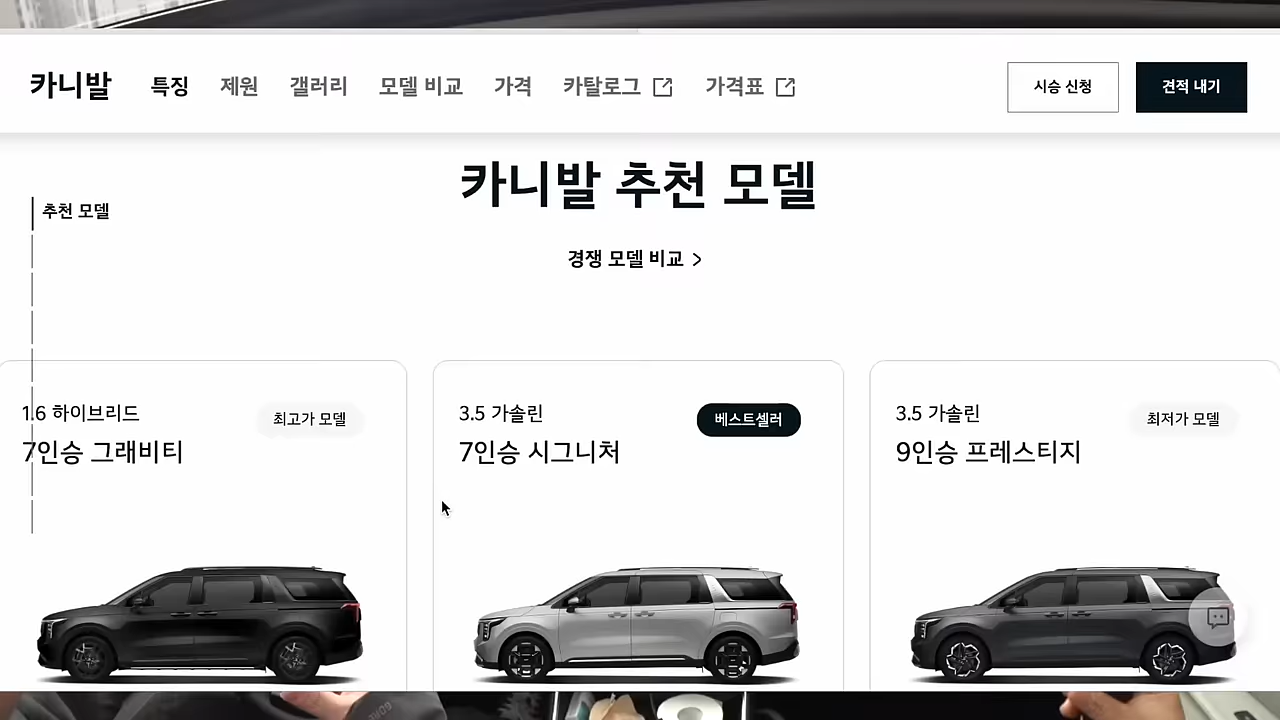 카니발 특징 제원 갤러리 모델 비교 가격 카탈로그 가격표 시승 신청 견적 내기
카니발 추천 모델
추천 모델
경쟁 모델 비교
1.6 하이브리드
최고가 모델
7인승 그래비티
3.5 가솔린
베스트셀러
7인승 시그니처
3.5 가솔린
최저가 모델
9인승 프레스티지